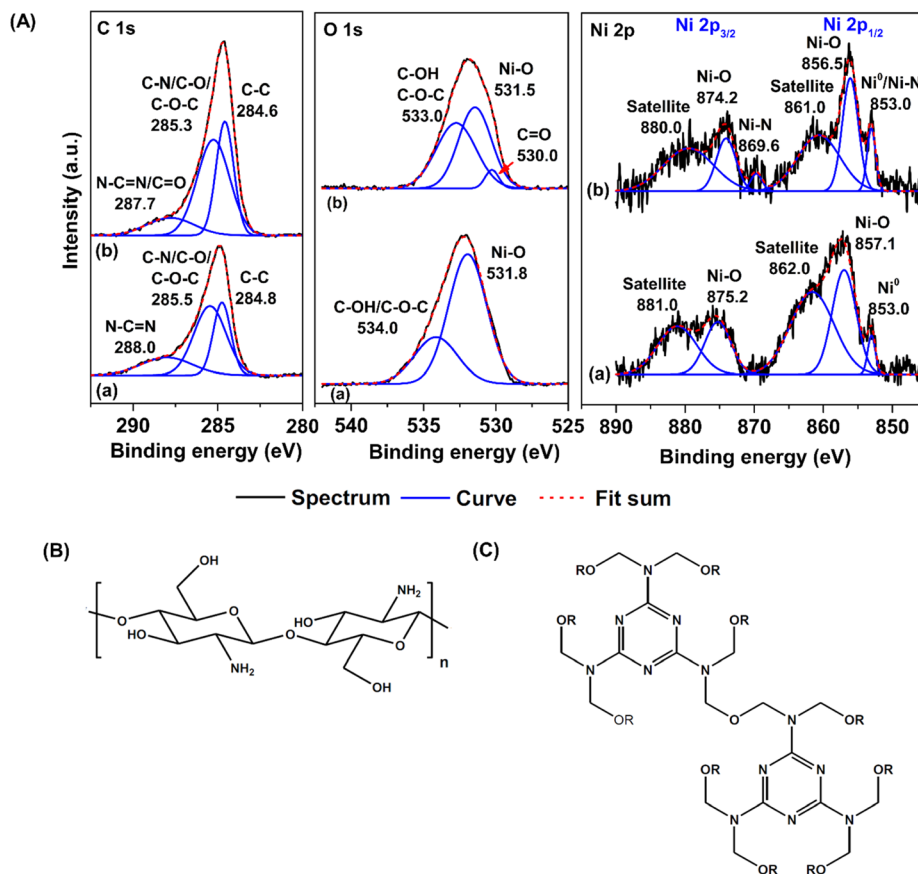 (A)
C 1s
C-N/C-O/
C-O-C
285.3
C-C
284.6
N-C=N/C=O
287.7
(b)
C-N/C-O/
C-O-C
285.5
C-C
284.8
N-C=N
288.0
(a)
290 285 280
Binding energy (eV)
Intensity (a.u.)
O 1s
C-OH
C-O-C
533.0
Ni-O
531.5
C=O
530.0
(b)
Ni-O
531.8
C-OH/C-O-C
534.0
(a)
540 535 530 525
Binding energy (eV)
Ni 2p
Ni 2p3/2
Ni 2p1/2
Ni-O
856.5
Ni-O
874.2
Satellite
861.0
Ni⁰/Ni-N
853.0
Satellite
880.0
Ni-N
869.6
(b)
Ni-O
857.1
Satellite
862.0
Ni-O
875.2
Satellite
881.0
Ni⁰
853.0
(a)
890 880 870 860 850
Binding energy (eV)
Spectrum Curve Fit sum
(B)
OH
O
O
HO
NH2
O
HO
NH2
O
OH
n
(C)
RO N OR
OR N N OR
N N N
OR O N OR
RO
OR N N OR
N N N
OR RO